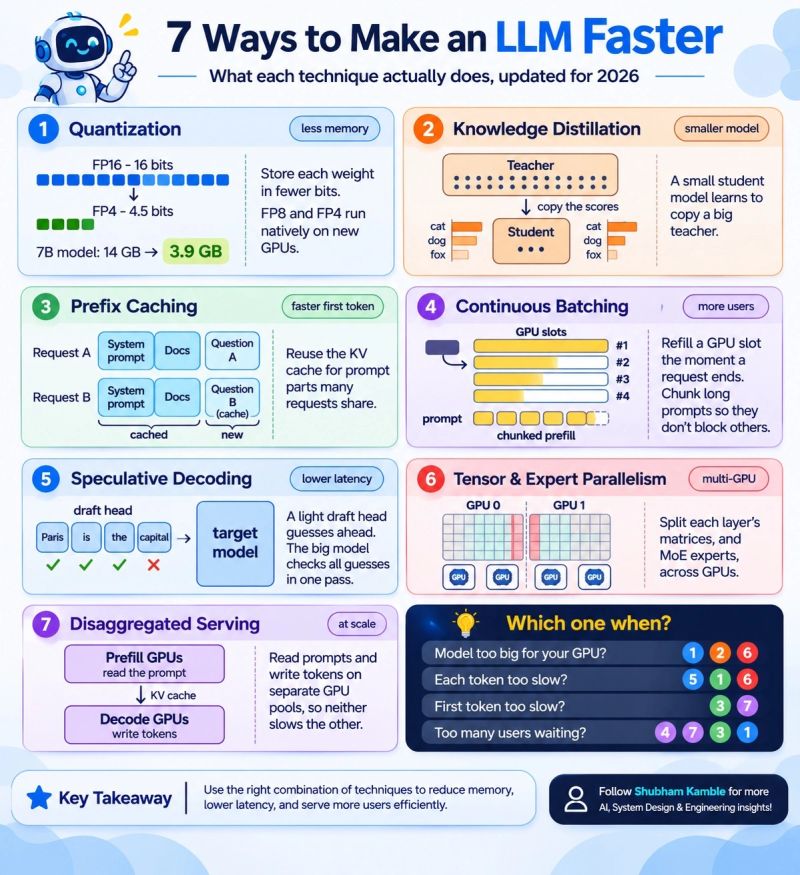 7 Ways to Make an LLM Faster
What each technique actually does, updated for 2026
1 Quantization
less memory
FP16 - 16 bits
FP4 - 4.5 bits
7B model: 14 GB → 3.9 GB
Store each weight
in fewer bits.
FP8 and FP4 run
natively on new
GPUs.
2 Knowledge Distillation
smaller model
Teacher
copy the scores
cat
dog
fox
Student
cat
dog
fox
A small student
model learns to
copy a big
teacher.
3 Prefix Caching
faster first token
Request A
System
prompt
Docs
Question
A
Request B
System
prompt
Docs
Question
B
(cache)
cached
new
Reuse the KV
cache for prompt
parts many
requests share.
4 Continuous Batching
more users
GPU slots
#1
#2
#3
#4
prompt
chunked prefill
Refill a GPU slot
the moment a
request ends.
Chunk long
prompts so they
don't block others.
5 Speculative Decoding
lower latency
draft head
Paris
is
the
capital
target
model
A light draft head
guesses ahead.
The big model
checks all guesses
in one pass.
6 Tensor & Expert Parallelism
multi-GPU
GPU 0
GPU 1
GPU
GPU
GPU
GPU
Split each layer's
matrices, and
MoE experts,
across GPUs.
7 Disaggregated Serving
at scale
Prefill GPUs
read the prompt
KV cache
Decode GPUs
write tokens
Read prompts and
write tokens on
separate GPU
pools, so neither
slows the other.
Which one when?
Model too big for your GPU? 1 2 6
Each token too slow? 5 1 6
First token too slow? 3 7
Too many users waiting? 4 7 3 1
Key Takeaway
Use the right combination of techniques to reduce memory,
lower latency, and serve more users efficiently.
Follow Shubham Kamble for more
AI, System Design & Engineering insights!